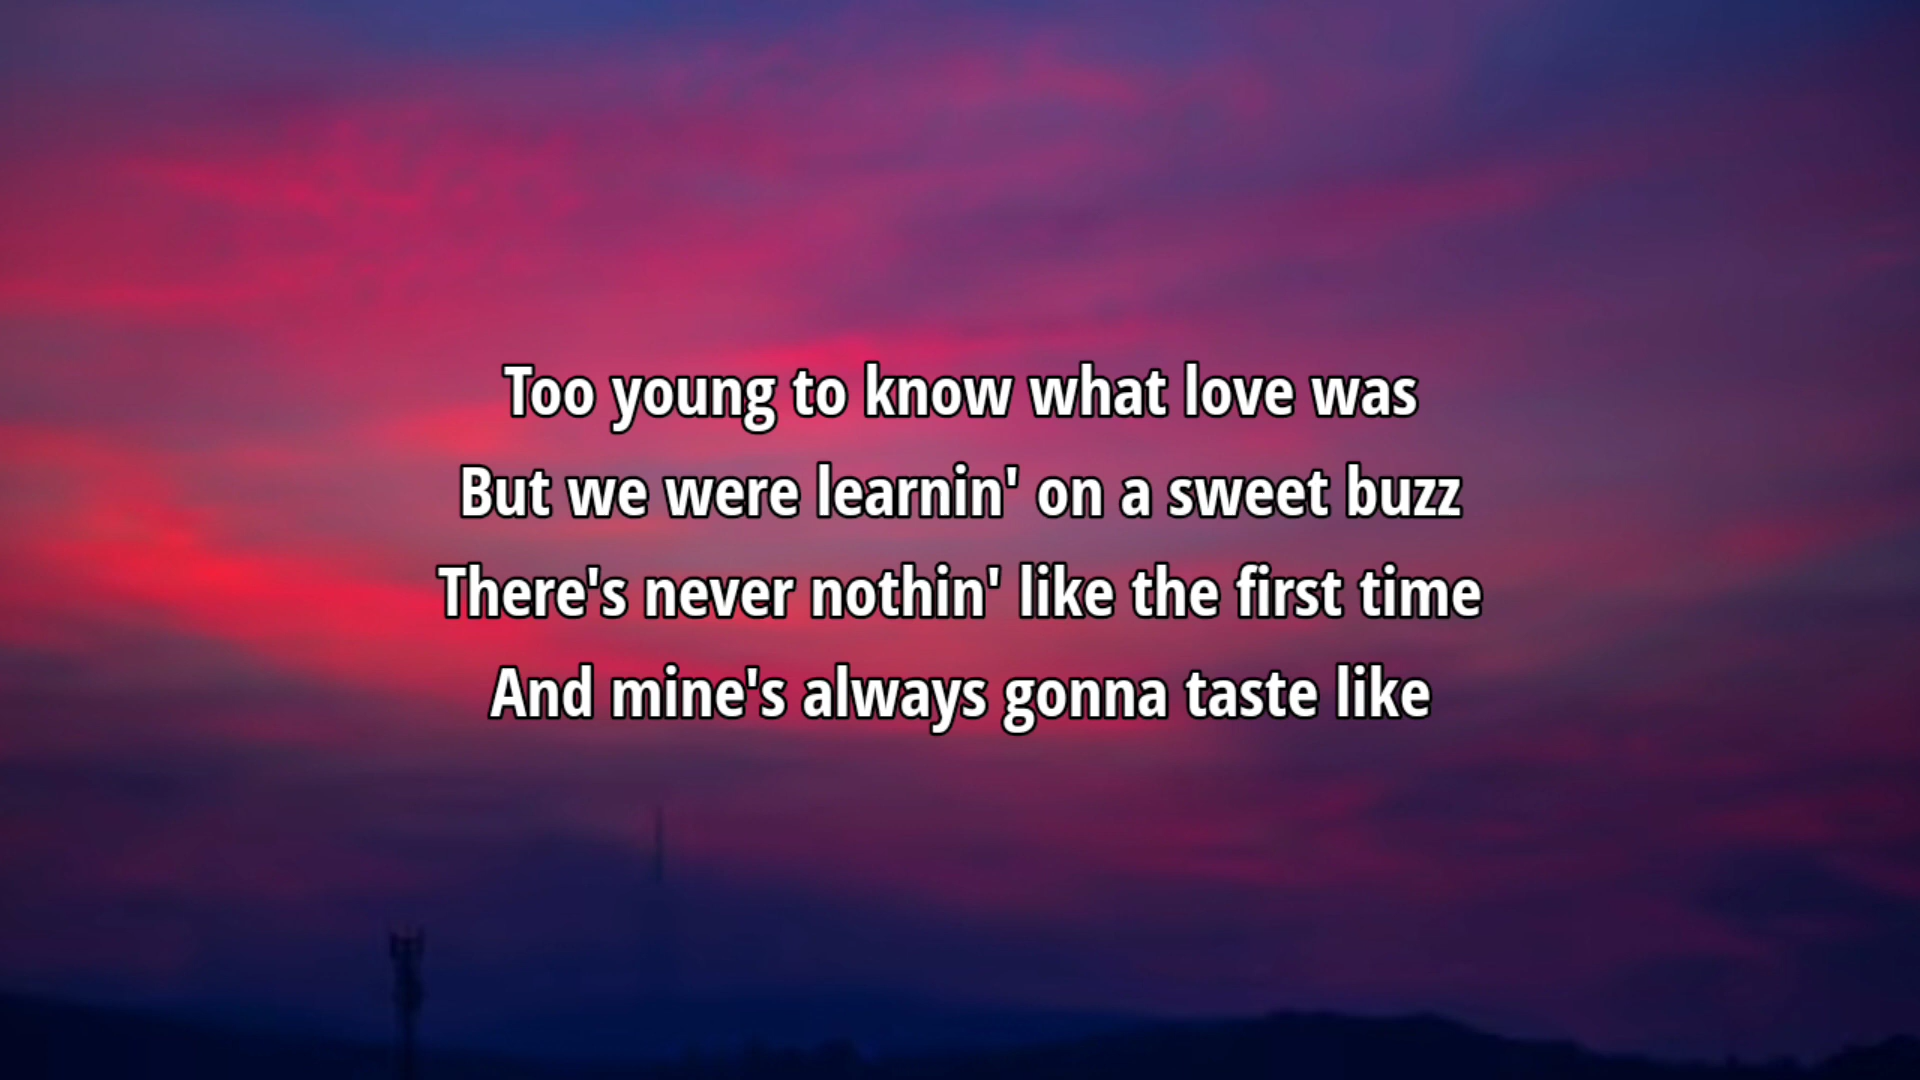 Too young to know what love was
But we were learnin' on a sweet buzz
There's never nothin' like the first time
And mine's always gonna taste like